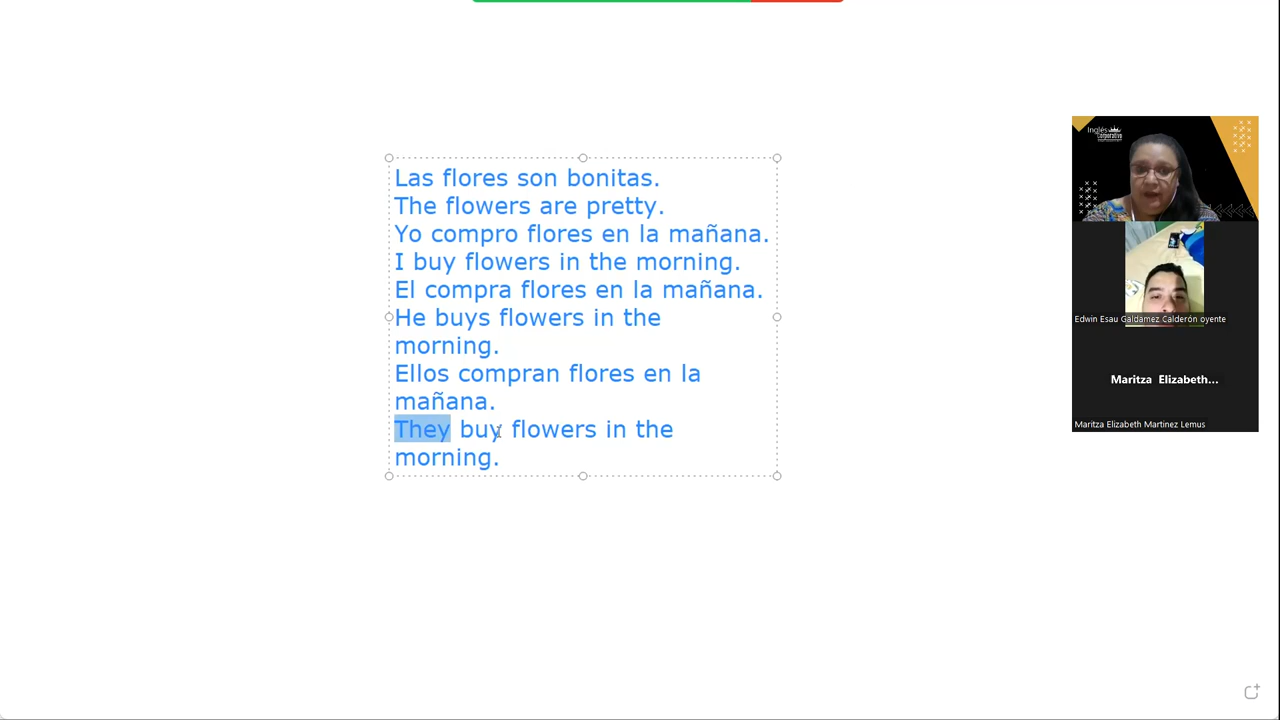 Las flores son bonitas.
The flowers are pretty.
Yo compro flores en la mañana.
I buy flowers in the morning.
El compra flores en la mañana.
He buys flowers in the
morning.
Ellos compran flores en la
mañana.
They buy flowers in the
morning.
Inglés
Corporativo
Edwin Esau Galdamez Calderón oyente
Maritza Elizabeth...
Maritza Elizabeth Martinez Lemus